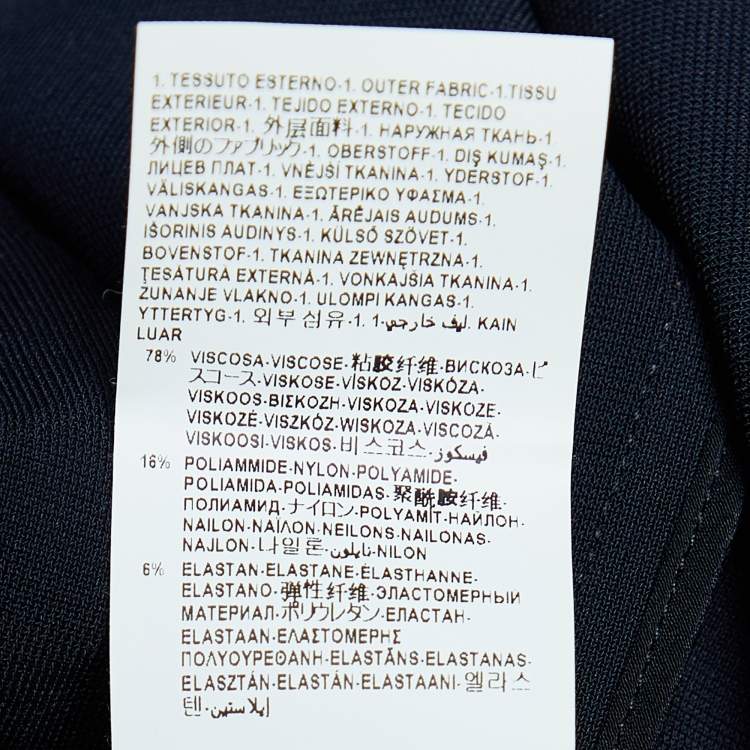 1. TESSUTO ESTERNO-1. OUTER FABRIC-1.TISSU
EXTERIEUR-1. TEJIDO EXTERNO-1. TECIDO
EXTERIOR-1. 外层面料-1. НАРУЖНАЯ ТКАНЬ-1
外側のファブリック-1. OBERSTOFF-1. DIŞ KUMAŞ-1.
ЛИЦЕВ ПЛАТ-1. VNĚJŠÍ TKANINA-1. YDERSTOF-1.
VÄLISKANGAS-1. ΕΞΩΤΕΡΙΚΟ ΥΦΑΣΜΑ-1.
VANJSKA TKANINA-1. ĀRĒJAIS AUDUMS-1.
IŠORINIS AUDINYS-1. KÜLSŐ SZÖVET-1.
BOVENSTOF-1. TKANINA ZEWNĘTRZNA-1.
ŢESĂTURĂ EXTERNĂ-1. VONKAJŠIA TKANINA-1.
ZUNANJE VLAKNO-1. ULOMPI KANGAS-1.
YTTERTYG-1. 외부 섬유-1. ليف خارجي-1. 1. KAIN
LUAR
78% VISCOSA-VISCOSE-粘胶纤维-ВИСКОЗА-ビ
スコース-VISKOSE-VİSKOZ-VISKÓZA-
VISKOOS-ΒΙΣΚΟΖΗ-VISKOZA-VISKOZE-
VISKOZĖ-VISZKÓZ-WISKOZA-VISCOZĂ-
VISKOOSI-VISKOS-비스코스-فيسكوز
16% POLIAMMIDE-NYLON-POLYAMIDE-
POLIAMIDA-POLIAMIDAS-聚酰胺纤维-
ПОЛИАМИД-ナイロン-POLYAMİT-НАЙЛОН-
NAILON-ΝΑΪΛΟΝ-NEILONS-NAILONAS-
NAJLON-나일론-نايلون-NILON
6% ELASTAN-ELASTANE-ÉLASTHANNE-
ELASTANO-弹性纤维-ЭЛАСТОМЕРНЫЙ
МАТЕРИАЛ-ポリウレタン-ЕЛАСТАН-
ELASTAAN-ΕΛΑΣΤΟΜΕΡΗΣ
ΠΟΛΥΟΥΡΕΘΑΝΗ-ELASTĀNS-ELASTANAS-
ELASZTÁN-ELASTÁN-ELASTAANI-엘라스
텐-إيلاستين